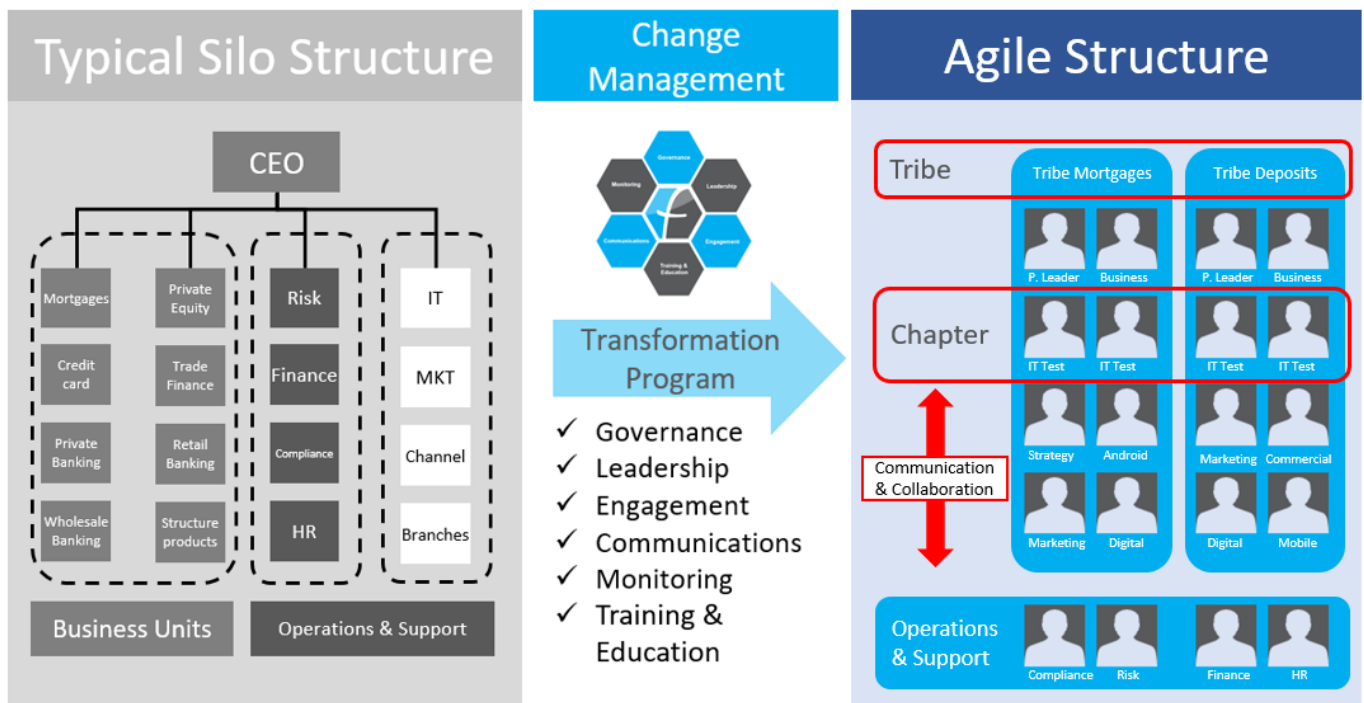 Typical Silo Structure
CEO
Mortgages
Private
Equity
Risk
IT
Credit
card
Trade
Finance
Finance
MKT
Private
Banking
Retail
Banking
Compliance
Channel
Wholesale
Banking
Structure
products
HR
Branches
Business Units
Operations & Support
Change
Management
Governance
Monitoring
Leadership
Communications
Engagement
Training &
Education
Transformation
Program
✓ Governance
✓ Leadership
✓ Engagement
✓ Communications
✓ Monitoring
✓ Training &
Education
Agile Structure
Tribe
Tribe Mortgages
Tribe Deposits
P. Leader
Business
P. Leader
Business
Chapter
IT Test
IT Test
IT Test
IT Test
Communication
& Collaboration
Strategy
Android
Marketing
Commercial
Marketing
Digital
Digital
Mobile
Operations
& Support
Compliance
Risk
Finance
HR